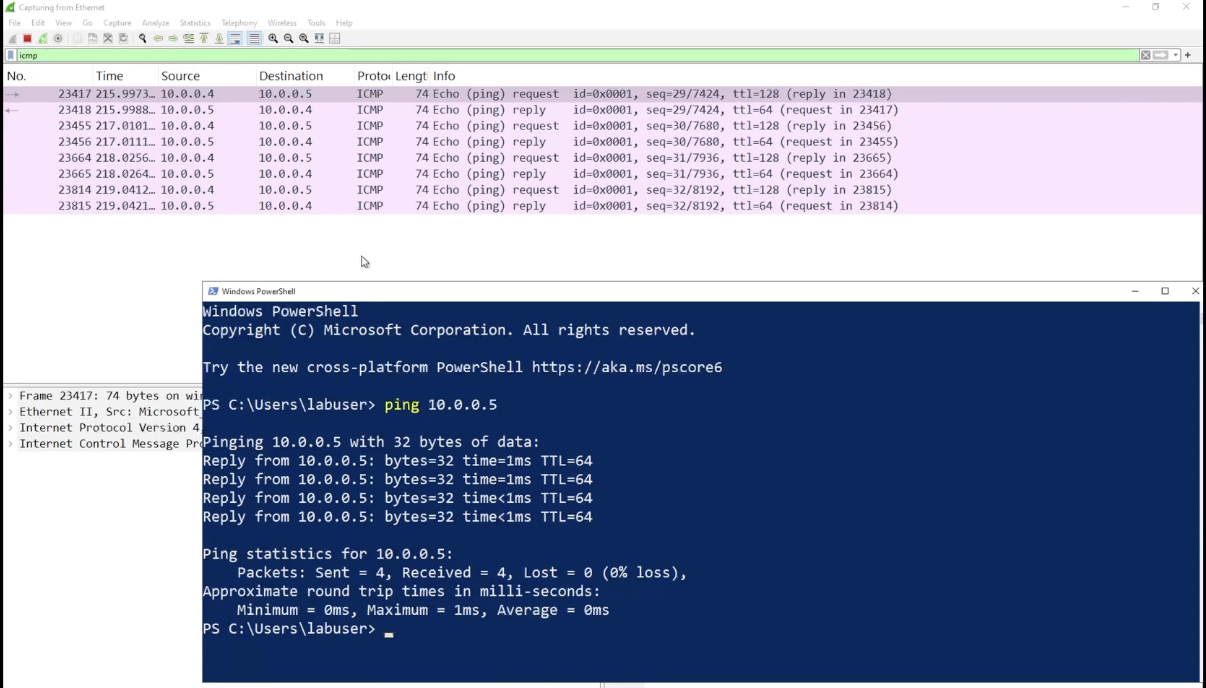 Capturing from Ethernet
File Edit View Go Capture Analyze Statistics Telephony Wireless Tools Help
icmp
No. Time Source Destination Protoc Lengtl Info
23417 215.9973… 10.0.0.4 10.0.0.5 ICMP 74 Echo (ping) request id=0x0001, seq=29/7424, ttl=128 (reply in 23418)
23418 215.9988… 10.0.0.5 10.0.0.4 ICMP 74 Echo (ping) reply id=0x0001, seq=29/7424, ttl=64 (request in 23417)
23455 217.0101… 10.0.0.4 10.0.0.5 ICMP 74 Echo (ping) request id=0x0001, seq=30/7680, ttl=128 (reply in 23456)
23456 217.0111… 10.0.0.5 10.0.0.4 ICMP 74 Echo (ping) reply id=0x0001, seq=30/7680, ttl=64 (request in 23455)
23664 218.0256… 10.0.0.4 10.0.0.5 ICMP 74 Echo (ping) request id=0x0001, seq=31/7936, ttl=128 (reply in 23665)
23665 218.0264… 10.0.0.5 10.0.0.4 ICMP 74 Echo (ping) reply id=0x0001, seq=31/7936, ttl=64 (request in 23664)
23814 219.0412… 10.0.0.4 10.0.0.5 ICMP 74 Echo (ping) request id=0x0001, seq=32/8192, ttl=128 (reply in 23815)
23815 219.0421… 10.0.0.5 10.0.0.4 ICMP 74 Echo (ping) reply id=0x0001, seq=32/8192, ttl=64 (request in 23814)
Frame 23417: 74 bytes on wir
Ethernet II, Src: Microsoft_
Internet Protocol Version 4,
Internet Control Message Pro
Windows PowerShell
Windows PowerShell
Copyright (C) Microsoft Corporation. All rights reserved.
Try the new cross-platform PowerShell https://aka.ms/pscore6
PS C:\Users\labuser> ping 10.0.0.5
Pinging 10.0.0.5 with 32 bytes of data:
Reply from 10.0.0.5: bytes=32 time=1ms TTL=64
Reply from 10.0.0.5: bytes=32 time=1ms TTL=64
Reply from 10.0.0.5: bytes=32 time<1ms TTL=64
Reply from 10.0.0.5: bytes=32 time<1ms TTL=64
Ping statistics for 10.0.0.5:
Packets: Sent = 4, Received = 4, Lost = 0 (0% loss),
Approximate round trip times in milli-seconds:
Minimum = 0ms, Maximum = 1ms, Average = 0ms
PS C:\Users\labuser>